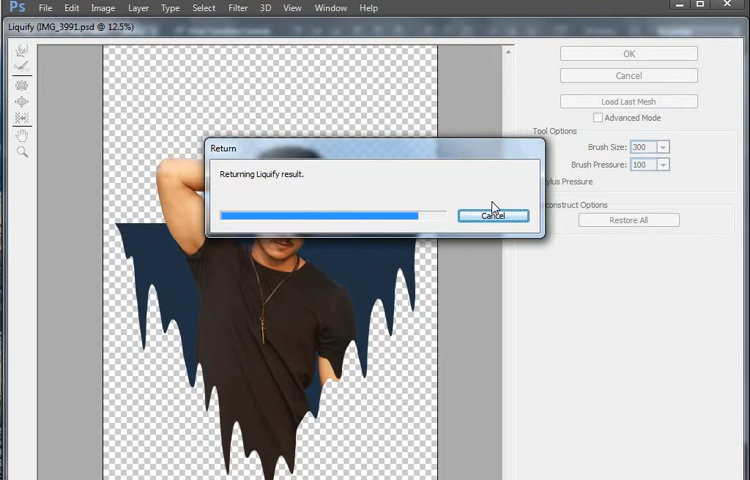 Ps File Edit Image Layer Type Select Filter 3D View Window Help
Liquify (IMG_3991.psd @ 12.5%)
OK
Cancel
Load Last Mesh
Advanced Mode
Tool Options
Brush Size: 300
Brush Pressure: 100
ylus Pressure
construct Options
Restore All
Return
Returning Liquify result.
Cancel